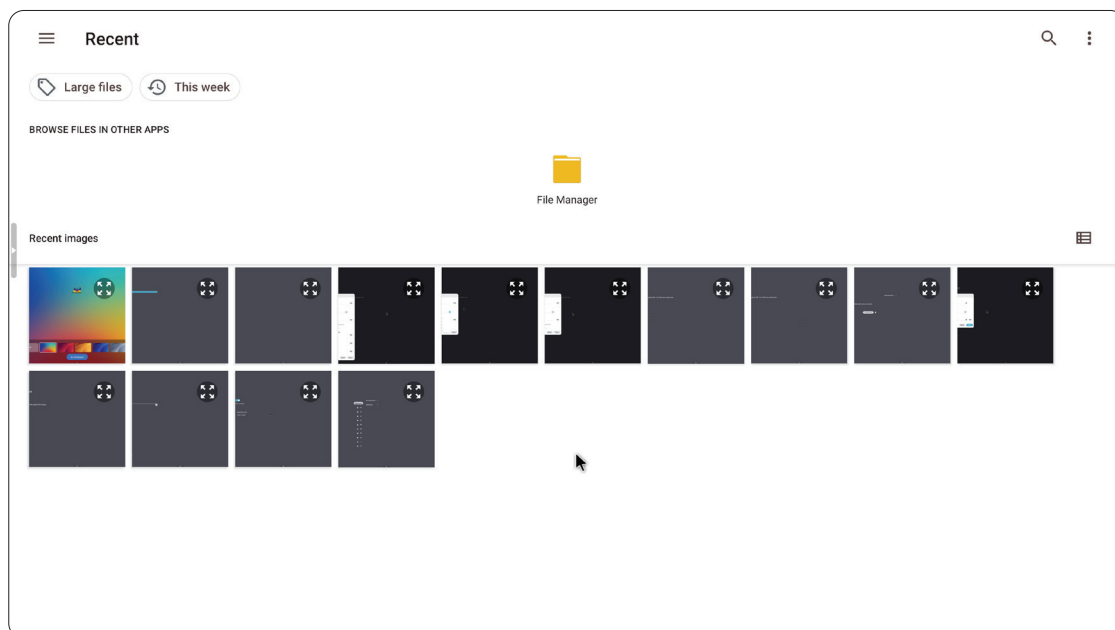 Recent
Large files
This week
BROWSE FILES IN OTHER APPS
File Manager
Recent images